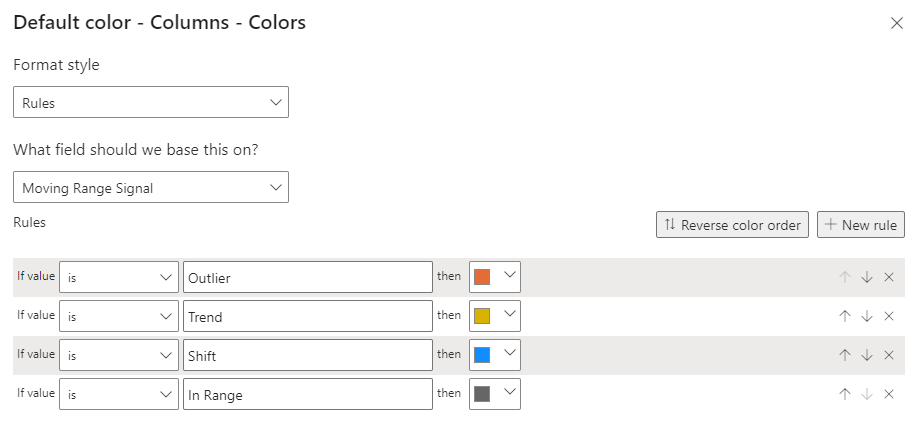 Default color - Columns - Colors
Format style
Rules
What field should we base this on?
Moving Range Signal
Rules
Reverse color order
New rule
If value is Outlier then
If value is Trend then
If value is Shift then
If value is In Range then